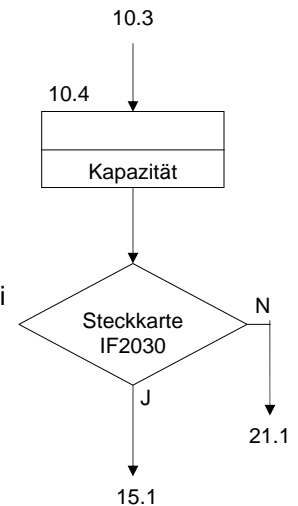 10.3
10.4
Kapazität
i
Steckkarte
IF2030
N
J
21.1
15.1